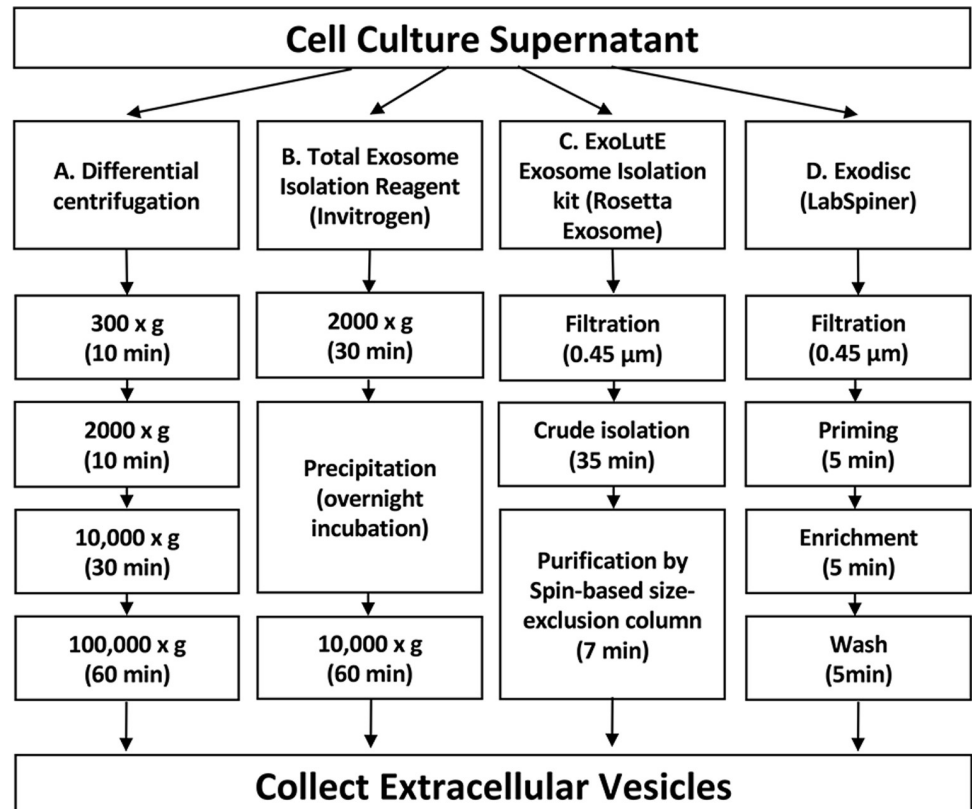 Cell Culture Supernatant
A. Differential
centrifugation
300 x g
(10 min)
2000 x g
(10 min)
10,000 x g
(30 min)
100,000 x g
(60 min)
B. Total Exosome
Isolation Reagent
(Invitrogen)
2000 x g
(30 min)
Precipitation
(overnight
incubation)
10,000 x g
(60 min)
C. ExoLutE
Exosome Isolation
kit (Rosetta
Exosome)
Filtration
(0.45 µm)
Crude isolation
(35 min)
Purification by
Spin-based size-
exclusion column
(7 min)
D. Exodisc
(LabSpiner)
Filtration
(0.45 µm)
Priming
(5 min)
Enrichment
(5 min)
Wash
(5min)
Collect Extracellular Vesicles